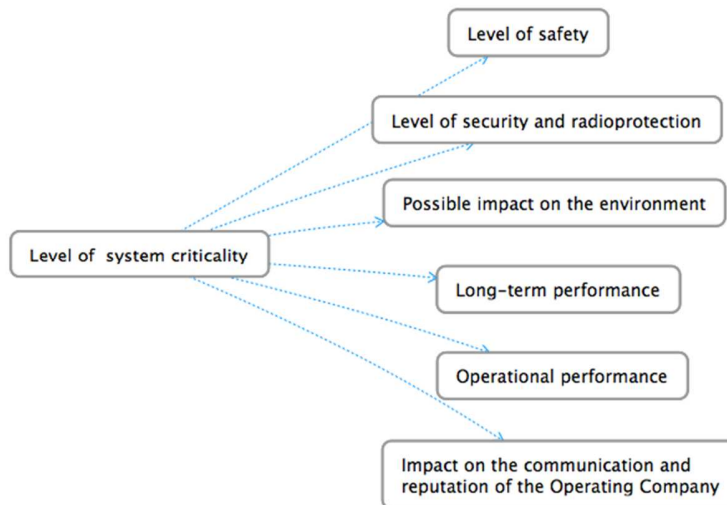 Level of safety
Level of security and radioprotection
Possible impact on the environment
Level of system criticality
Long-term performance
Operational performance
Impact on the communication and
reputation of the Operating Company